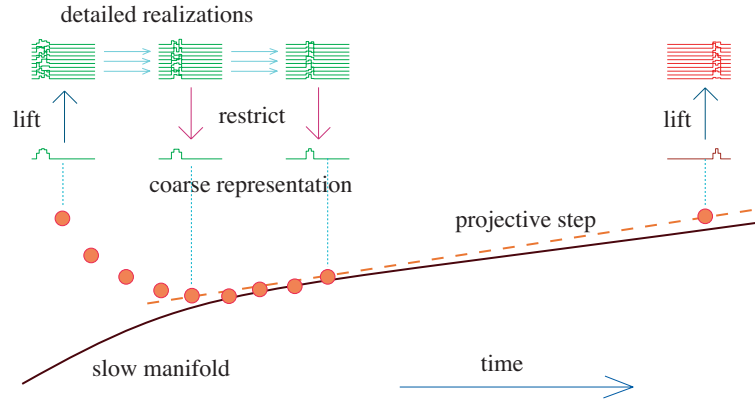 detailed realizations
lift
restrict
lift
coarse representation
projective step
slow manifold
time